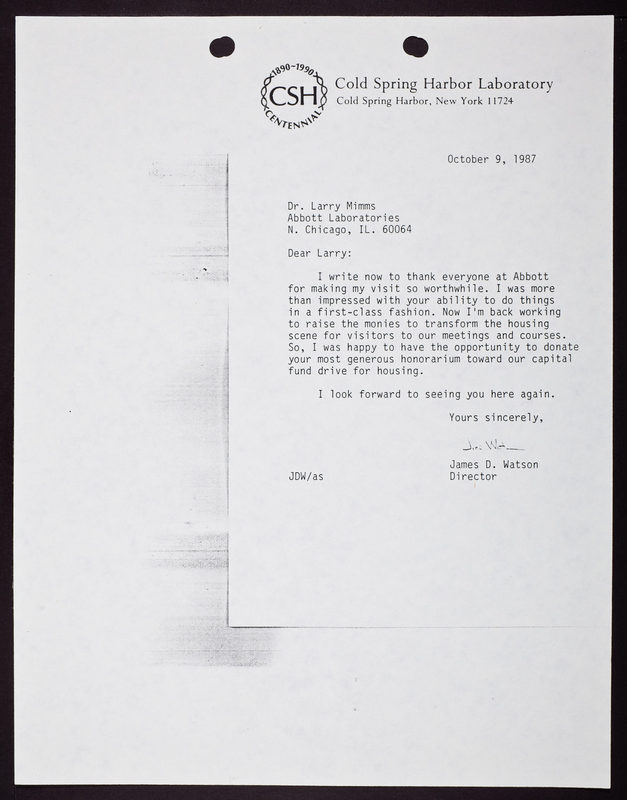 1890~1990
CSH
CENTENNIAL
Cold Spring Harbor Laboratory
Cold Spring Harbor, New York 11724
October 9, 1987
Dr. Larry Mimms
Abbott Laboratories
N. Chicago, IL. 60064
Dear Larry:
I write now to thank everyone at Abbott
for making my visit so worthwhile. I was more
than impressed with your ability to do things
in a first-class fashion. Now I'm back working
to raise the monies to transform the housing
scene for visitors to our meetings and courses.
So, I was happy to have the opportunity to donate
your most generous honorarium toward our capital
fund drive for housing.
I look forward to seeing you here again.
Yours sincerely,
James D. Watson
JDW/as Director